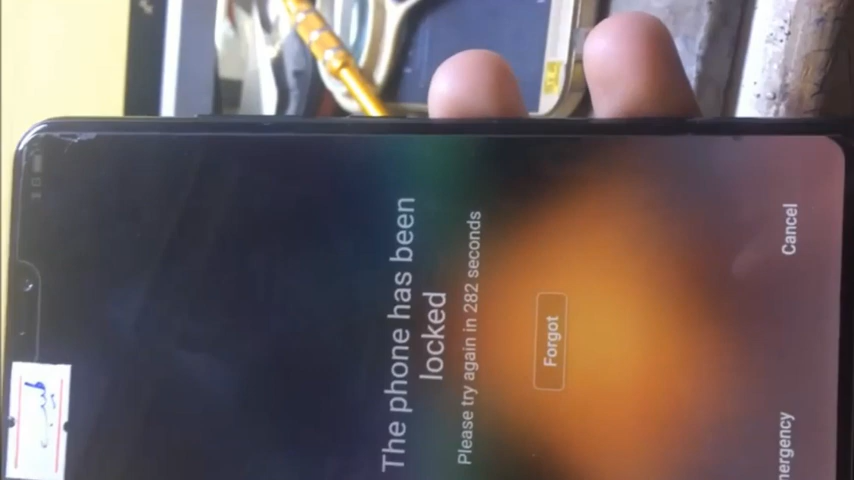 The phone has been
locked
Please try again in 282 seconds
Forgot
mergency
Cancel